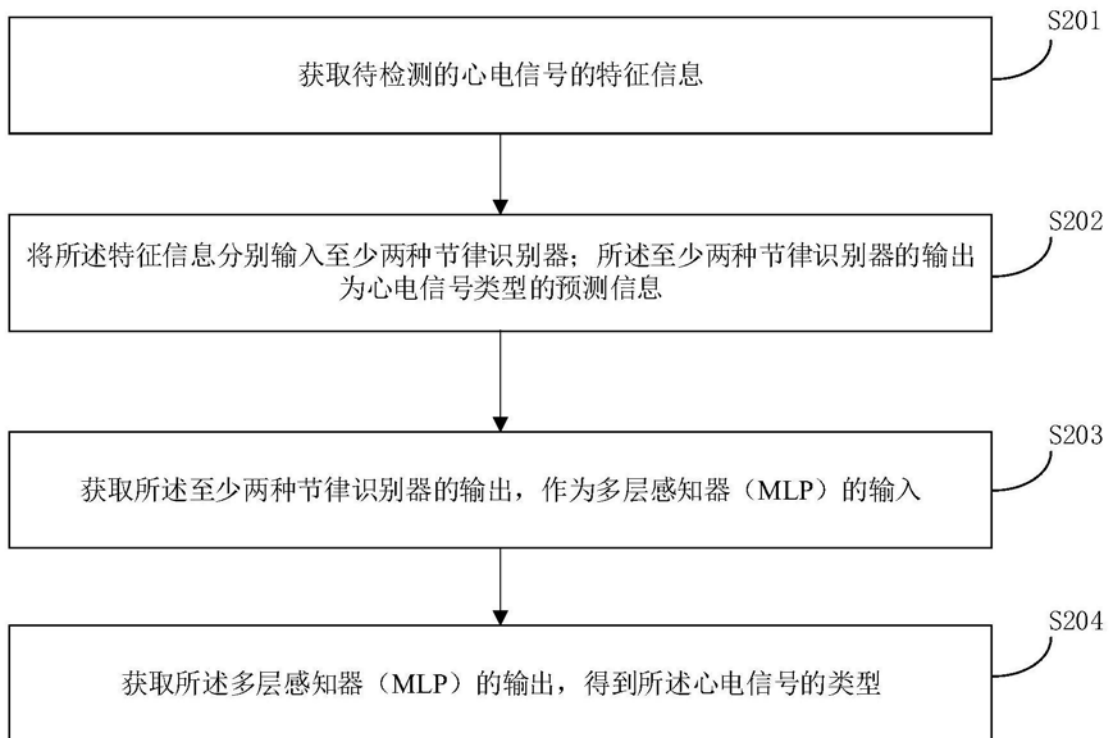 S201
获取待检测的心电信号的特征信息
S202
将所述特征信息分别输入至少两种节律识别器；所述至少两种节律识别器的输出
为心电信号类型的预测信息
S203
获取所述至少两种节律识别器的输出，作为多层感知器（MLP）的输入
S204
获取所述多层感知器（MLP）的输出，得到所述心电信号的类型